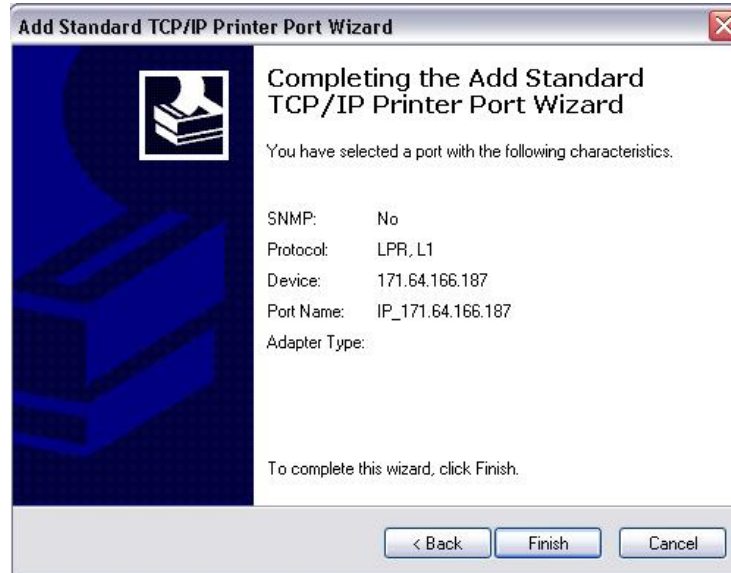 Add Standard TCP/IP Printer Port Wizard
Completing the Add Standard
TCP/IP Printer Port Wizard
You have selected a port with the following characteristics.
SNMP: No
Protocol: LPR, L1
Device: 171.64.166.187
Port Name: IP_171.64.166.187
Adapter Type:
To complete this wizard, click Finish.
< Back Finish Cancel